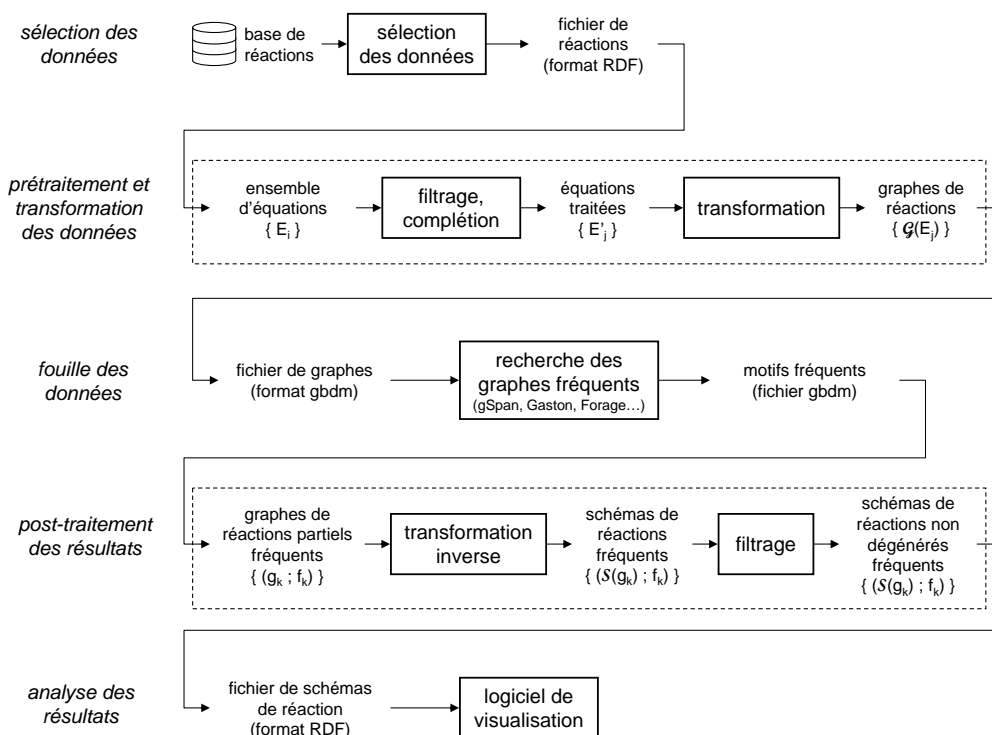 sélection des
données
base de
réactions
sélection
des données
fichier de
réactions
(format RDF)
prétraitement et
transformation
des données
ensemble
d'équations
{ Ei }
filtrage,
complétion
équations
traitées
{ E'j }
transformation
graphes de
réactions
{ G(Ej) }
fouille des
données
fichier de graphes
(format gbdm)
recherche des
graphes fréquents
(gSpan, Gaston, Forage…)
motifs fréquents
(fichier gbdm)
post-traitement
des résultats
graphes de
réactions partiels
fréquents
{ (gk ; fk) }
transformation
inverse
schémas de
réactions
fréquents
{ (S(gk) ; fk) }
filtrage
schémas de
réactions non
dégénérés
fréquents
{ (S(gk) ; fk) }
analyse des
résultats
fichier de schémas
de réaction
(format RDF)
logiciel de
visualisation